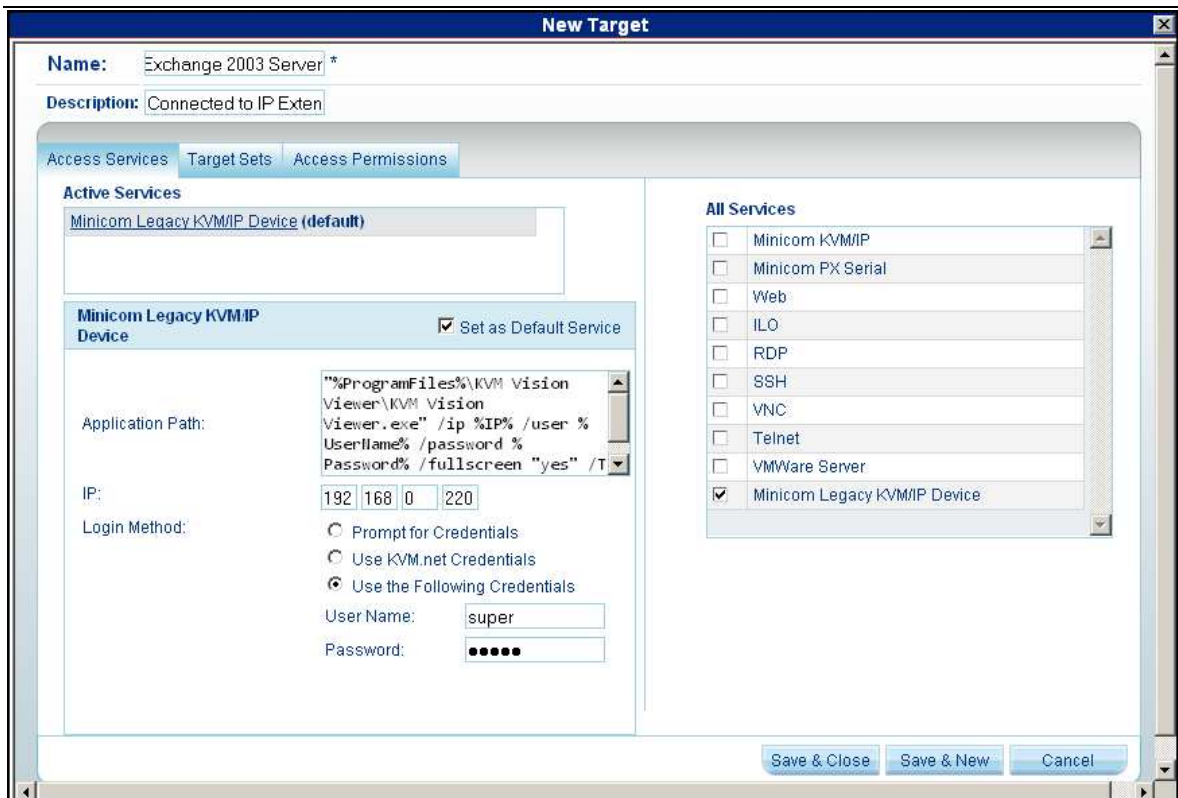 New Target
Name: Exchange 2003 Server *
Description: Connected to IP Exten
Access Services Target Sets Access Permissions
Active Services
Minicom Legacy KVM/IP Device (default)
Minicom Legacy KVM/IP
Device
Set as Default Service
Application Path:
"%ProgramFiles%\KVM Vision
Viewer\KVM Vision
Viewer.exe" /ip %IP% /user %
UserName% /password %
Password% /fullscreen "yes" /T
IP: 192 168 0 220
Login Method:
Prompt for Credentials
Use KVM.net Credentials
Use the Following Credentials
User Name: super
Password: •••••
All Services
Minicom KVM/IP
Minicom PX Serial
Web
ILO
RDP
SSH
VNC
Telnet
VMWare Server
Minicom Legacy KVM/IP Device
Save & Close Save & New Cancel